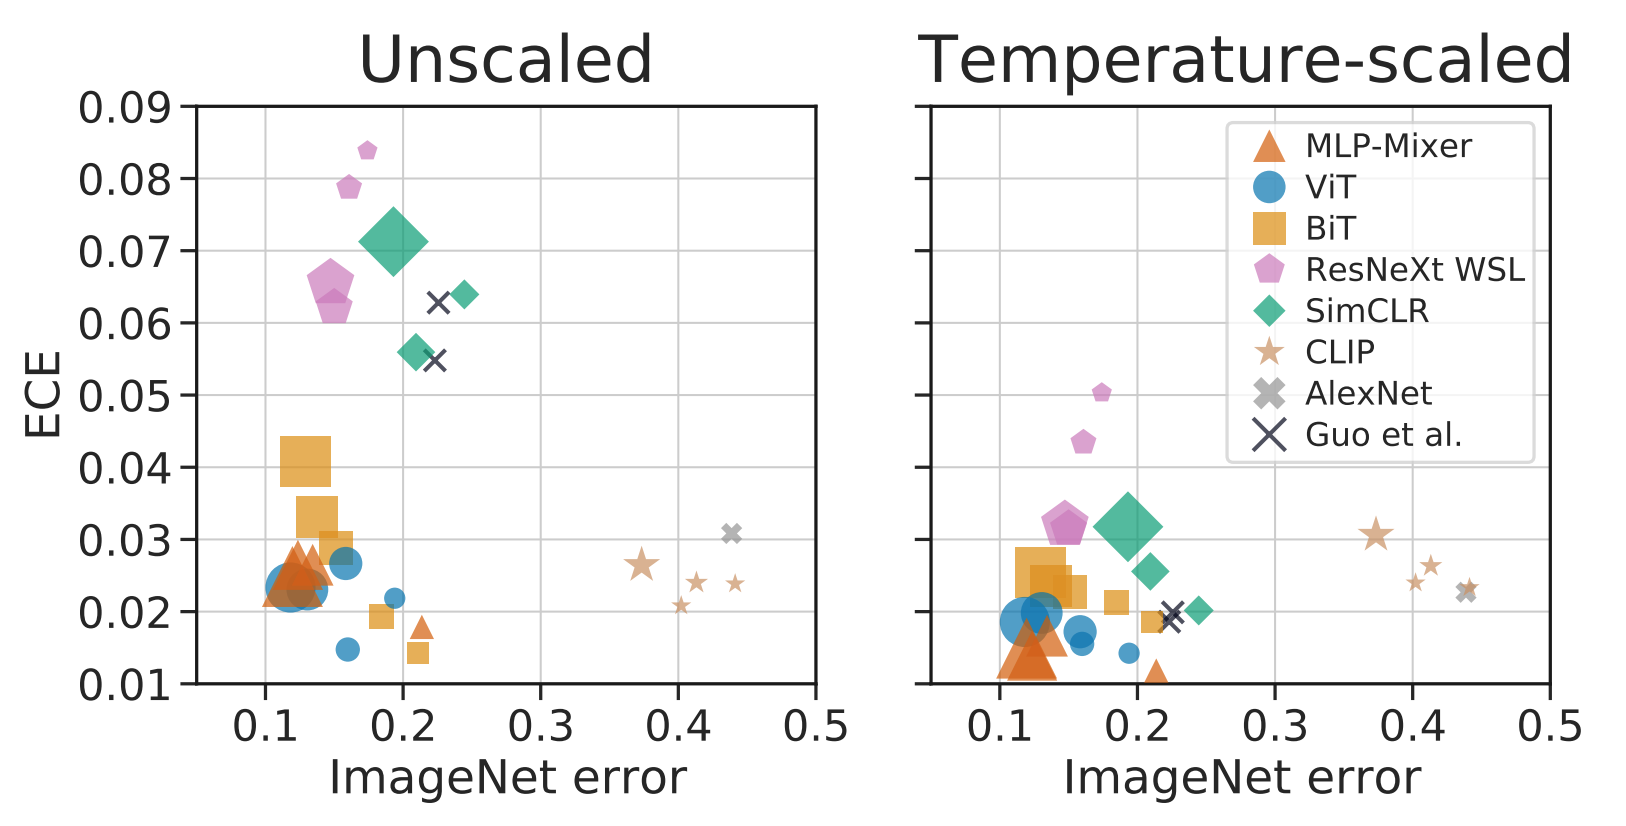 Unscaled
Temperature-scaled
0.09
0.08
0.07
0.06
0.05
0.04
0.03
0.02
0.01
ECE
0.1 0.2 0.3 0.4 0.5
ImageNet error
MLP-Mixer
ViT
BiT
ResNeXt WSL
SimCLR
CLIP
AlexNet
Guo et al.
0.1 0.2 0.3 0.4 0.5
ImageNet error